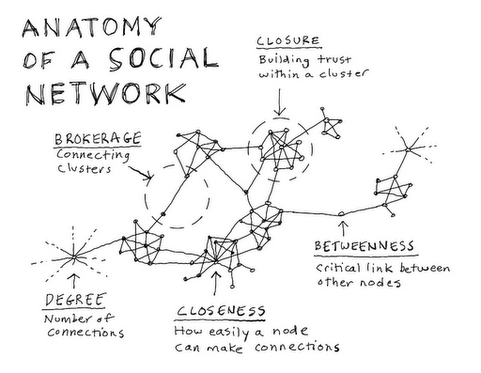 ANATOMY
OF A SOCIAL
NETWORK
CLOSURE
Building trust
within a cluster
BROKERAGE
Connecting
Clusters
BETWEENNESS
Critical link between
other nodes
DEGREE
Number of
connections
CLOSENESS
How easily a node
can make connections